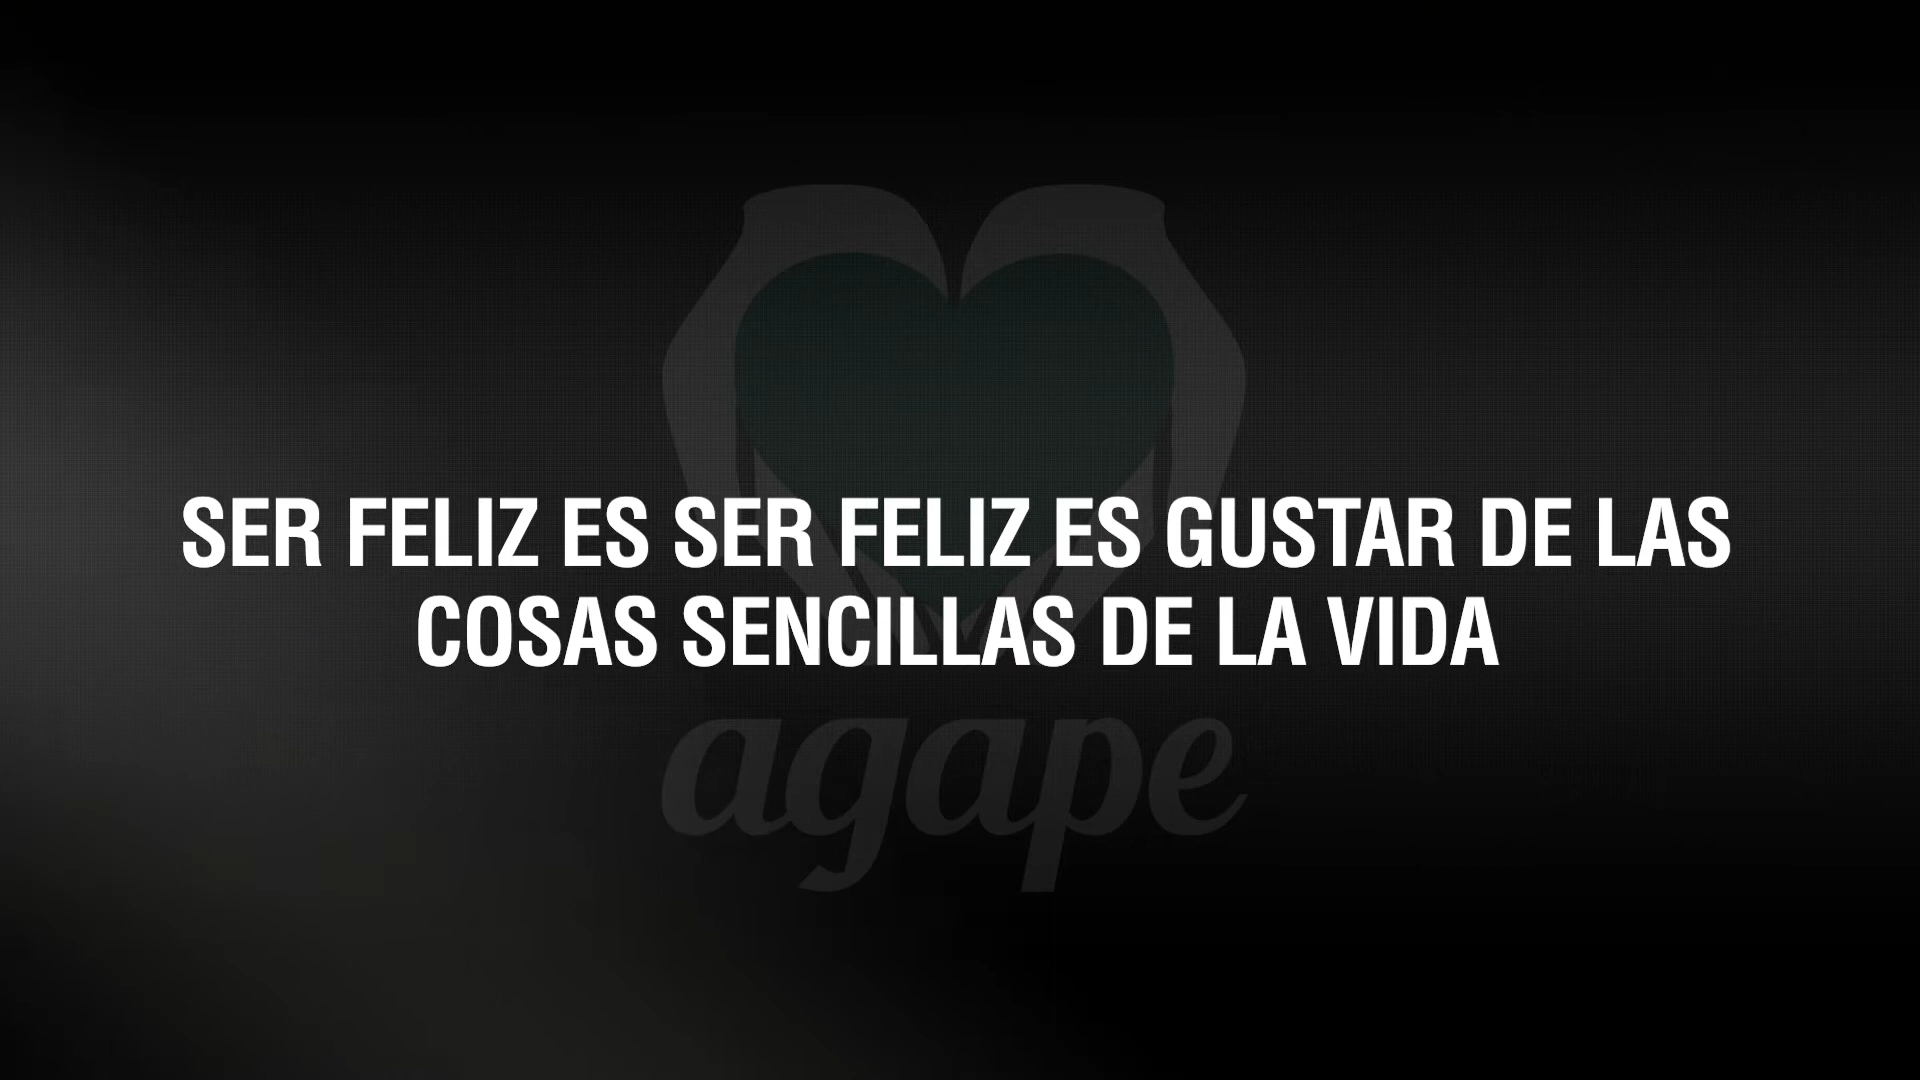 SER FELIZ ES SER FELIZ ES GUSTAR DE LAS
COSAS SENCILLAS DE LA VIDA
agape